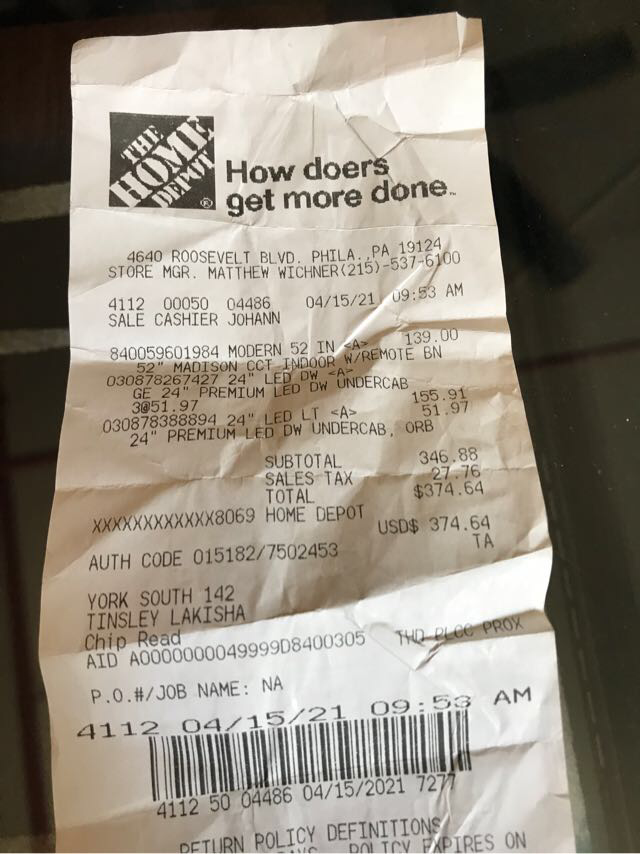 THE
HOME
DEPOT®
How doers
get more done™
4640 ROOSEVELT BLVD. PHILA., PA 19124
STORE MGR. MATTHEW WICHNER(215)-537-6100
4112 00050 04486 04/15/21 09:53 AM
SALE CASHIER JOHANN
840059601984 MODERN 52 IN <A> 139.00
52" MADISON CCT INDOOR W/REMOTE BN
030878267427 24" LED DW <A>
GE 24" PREMIUM LED DW UNDERCAB
3@51.97 155.91
030878388894 24" LED LT <A> 51.97
24" PREMIUM LED DW UNDERCAB, ORB
SUBTOTAL 346.88
SALES TAX 27.76
TOTAL $374.64
XXXXXXXXXXXX8069 HOME DEPOT
USD$ 374.64
AUTH CODE 015182/7502453 TA
YORK SOUTH 142
TINSLEY LAKISHA
Chip Read
AID A0000000049999D8400305 THD PLCC PROX
P.O.#/JOB NAME: NA
4112 04/15/21 09:53 AM
4112 50 04486 04/15/2021 7277
RETURN POLICY DEFINITIONS
POLICY EXPIRES ON